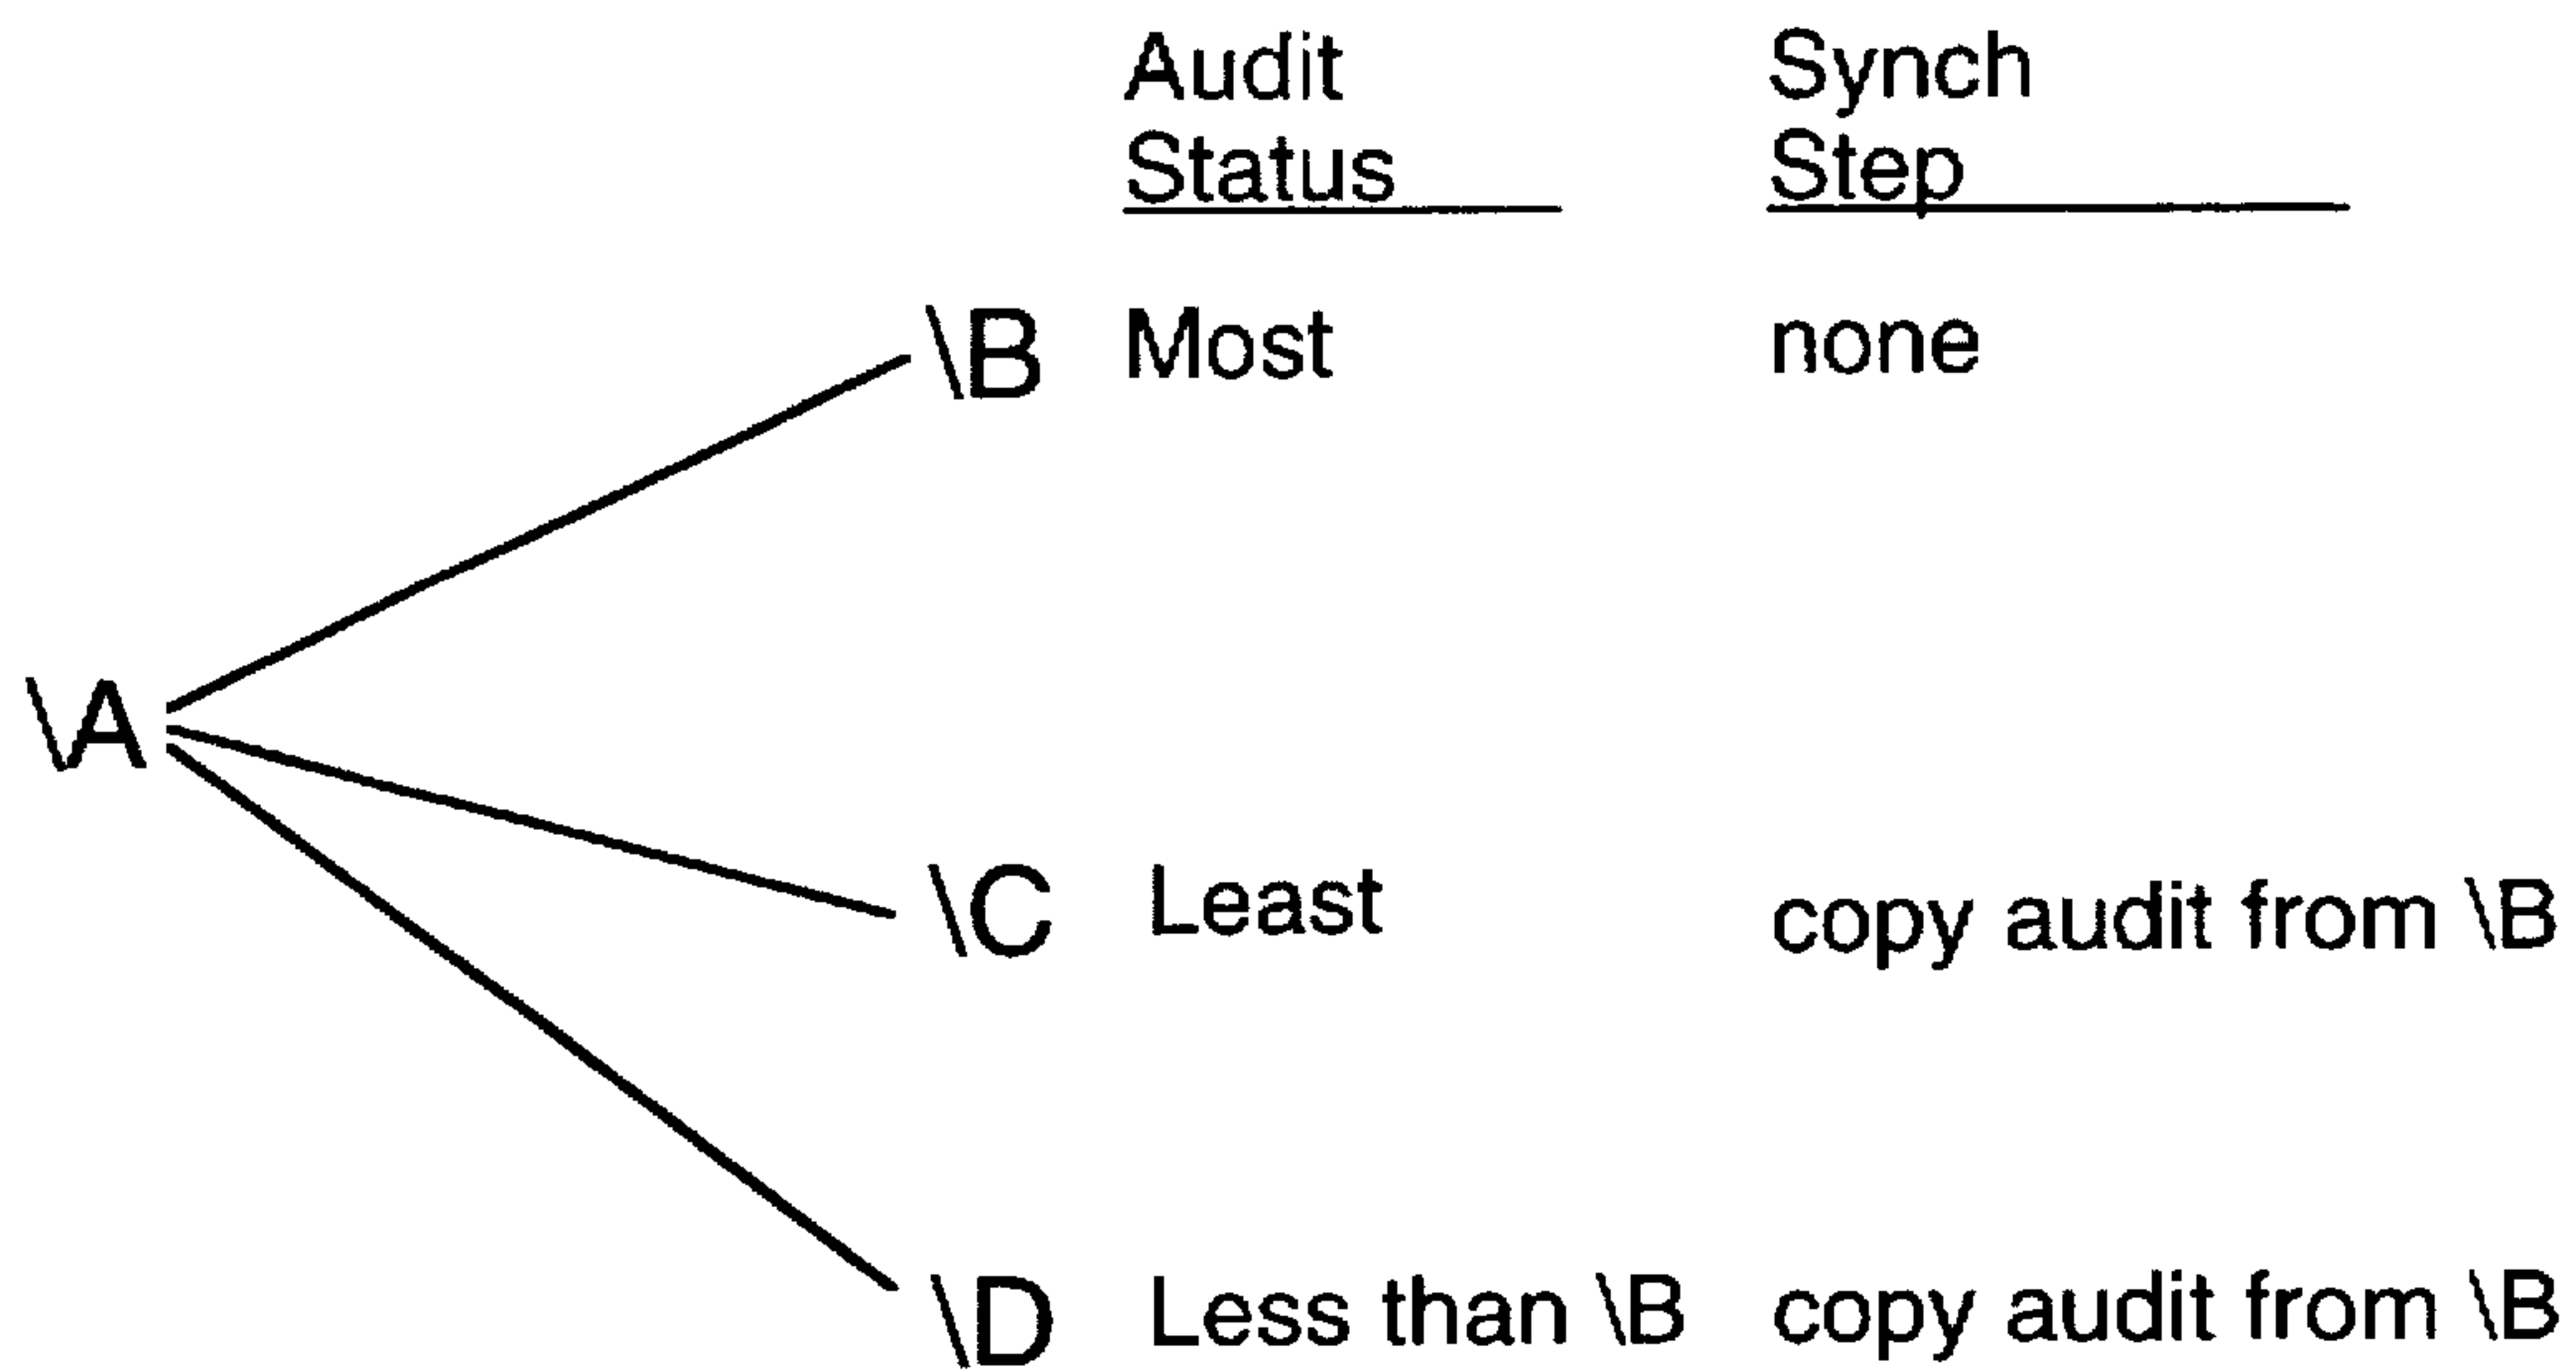 Audit Synch
Status Step
\B Most none
\A
\C Least copy audit from \B
\D Less than \B copy audit from \B